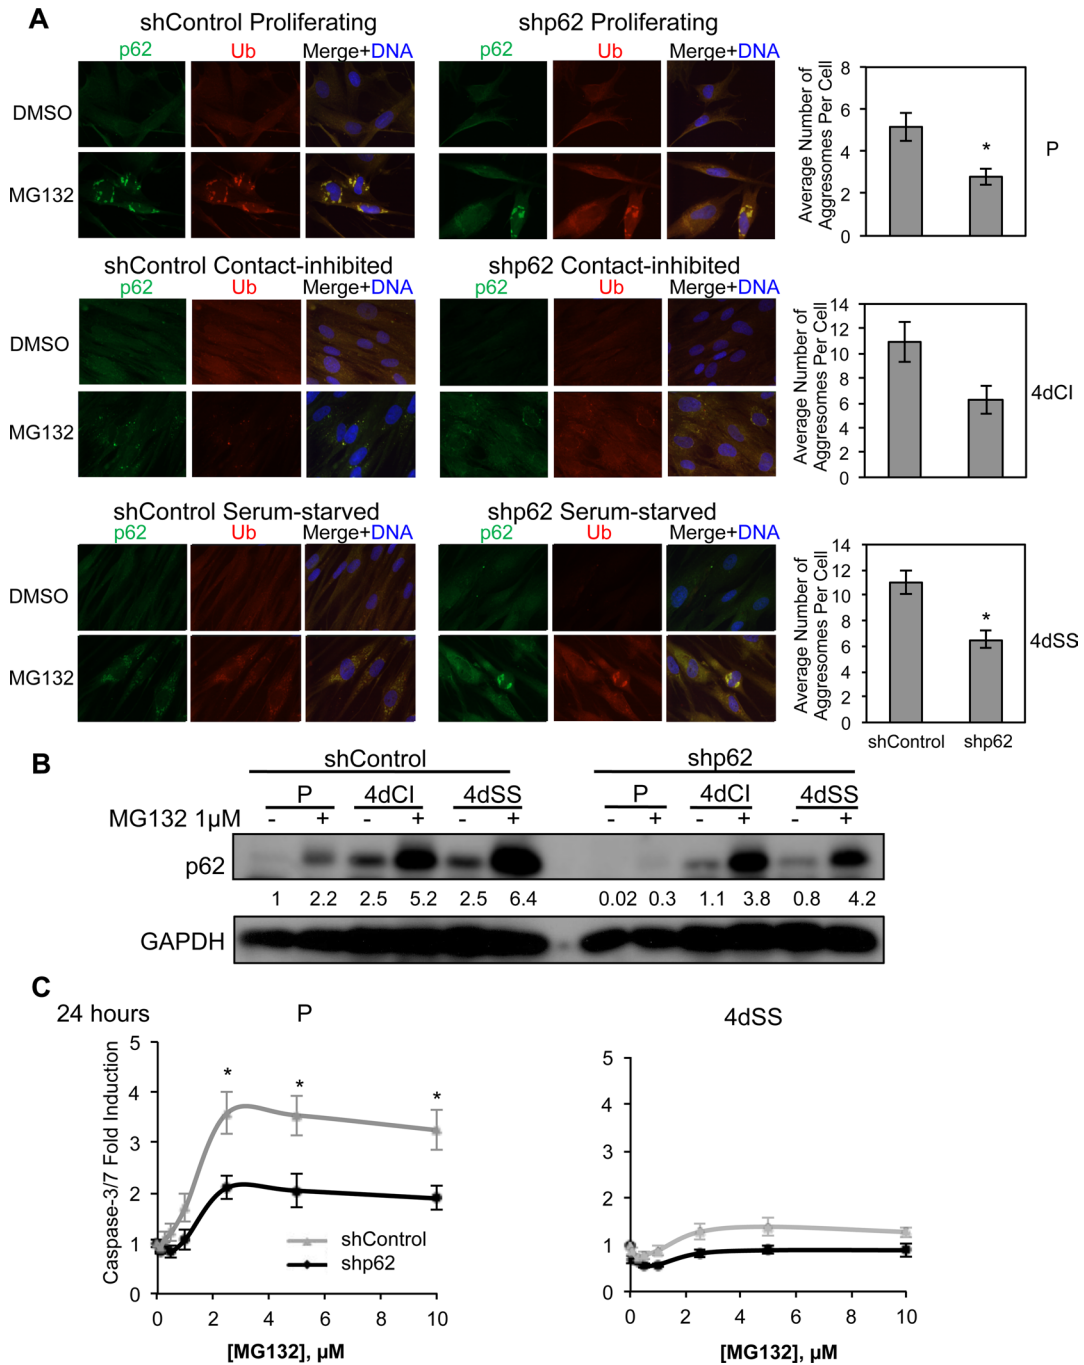 A
shControl Proliferating
shp62 Proliferating
p62 Ub Merge+DNA
p62 Ub Merge+DNA
DMSO
MG132
Average Number of
Aggresomes Per Cell
8
6
4
2
0
*
P
shControl Contact-inhibited
shp62 Contact-inhibited
p62 Ub Merge+DNA
p62 Ub Merge+DNA
DMSO
MG132
Average Number of
Aggresomes Per Cell
14
12
10
8
6
4
2
0
4dCI
shControl Serum-starved
shp62 Serum-starved
p62 Ub Merge+DNA
p62 Ub Merge+DNA
DMSO
MG132
Average Number of
Aggresomes Per Cell
14
12
10
8
6
4
2
0
*
4dSS
shControl shp62
B
shControl shp62
P 4dCI 4dSS P 4dCI 4dSS
MG132 1µM - + - + - + - + - + - +
p62
1 2.2 2.5 5.2 2.5 6.4 0.02 0.3 1.1 3.8 0.8 4.2
GAPDH
C
24 hours
P
4dSS
Caspase-3/7 Fold Induction
5
4
3
2
1
0
* * *
shControl
shp62
0 2 4 6 8 10
[MG132], µM
5
4
3
2
1
0
0 2 4 6 8 10
[MG132], µM